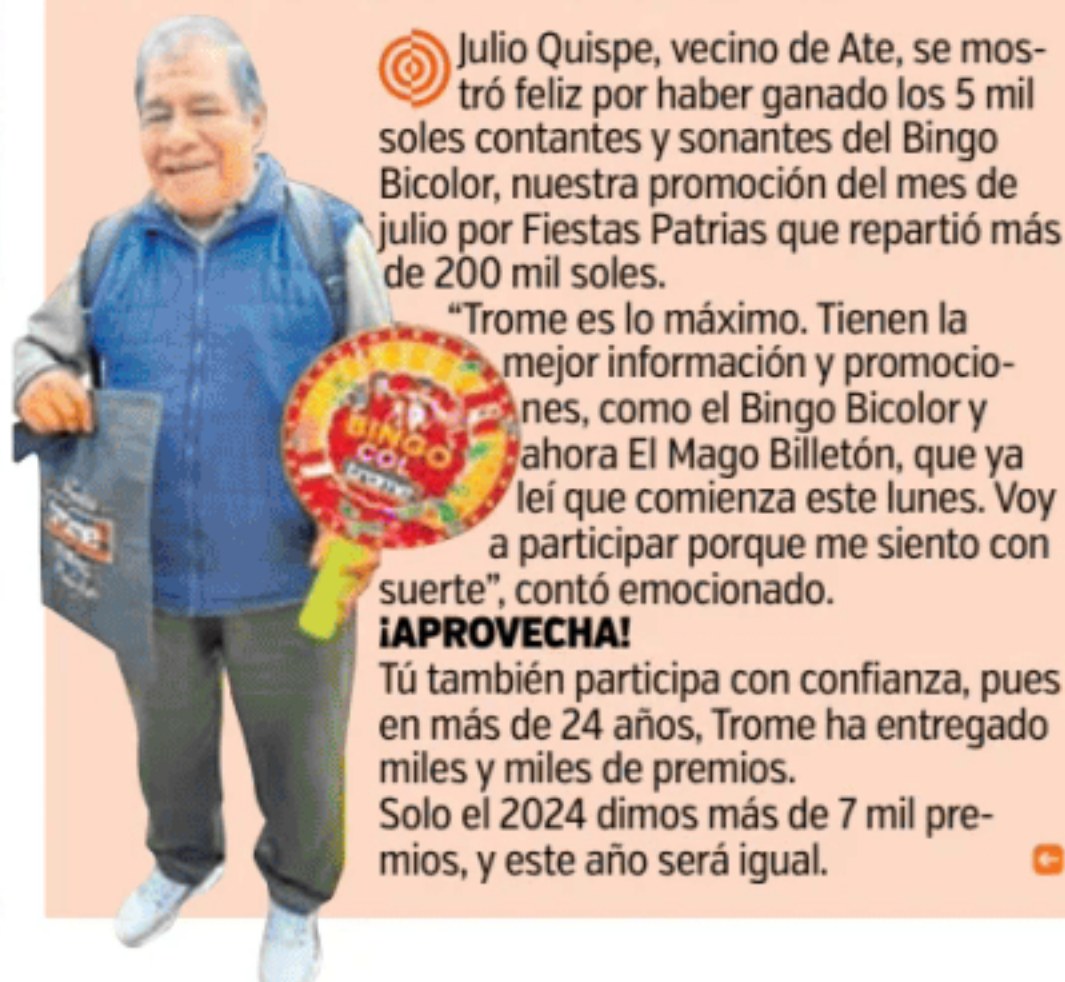 Julio Quispe, vecino de Ate, se mos-
tró feliz por haber ganado los 5 mil
soles contantes y sonantes del Bingo
Bicolor, nuestra promoción del mes de
julio por Fiestas Patrias que repartió más
de 200 mil soles.
“Trome es lo máximo. Tienen la
mejor información y promocio-
nes, como el Bingo Bicolor y
ahora El Mago Billetón, que ya
leí que comienza este lunes. Voy
a participar porque me siento con
suerte”, contó emocionado.
¡APROVECHA!
Tú también participa con confianza, pues
en más de 24 años, Trome ha entregado
miles y miles de premios.
Solo el 2024 dimos más de 7 mil pre-
mios, y este año será igual.
BINGO